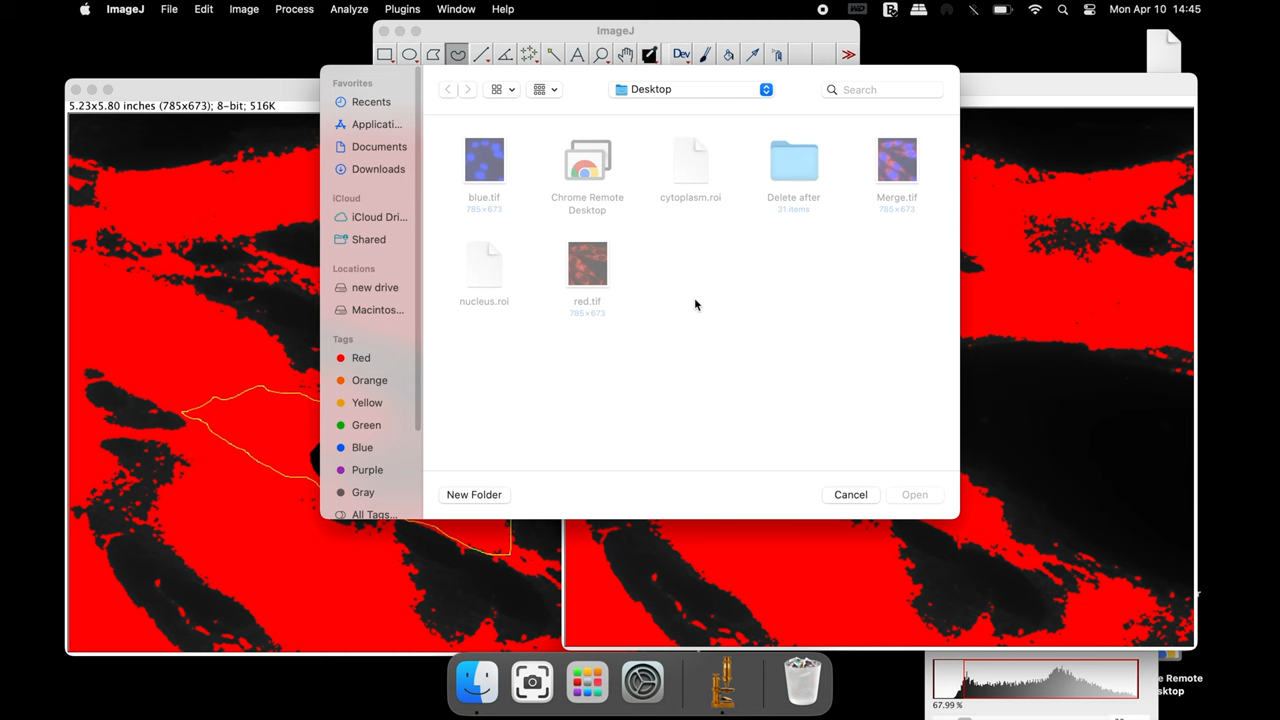 ImageJ File Edit Image Process Analyze Plugins Window Help Mon Apr 10 14:45
ImageJ
Dev
5.23x5.80 inches (785x673); 8-bit; 516K
Favorites
Recents
Applicati...
Documents
Downloads
iCloud
iCloud Dri...
Shared
Locations
new drive
Macintos...
Tags
Red
Orange
Yellow
Green
Blue
Purple
Gray
All Tags...
Desktop
Search
blue.tif
785×673
Chrome Remote
Desktop
cytoplasm.roi
Delete after
31 items
Merge.tif
785×673
nucleus.roi
red.tif
785×673
New Folder Cancel Open
67.99 %